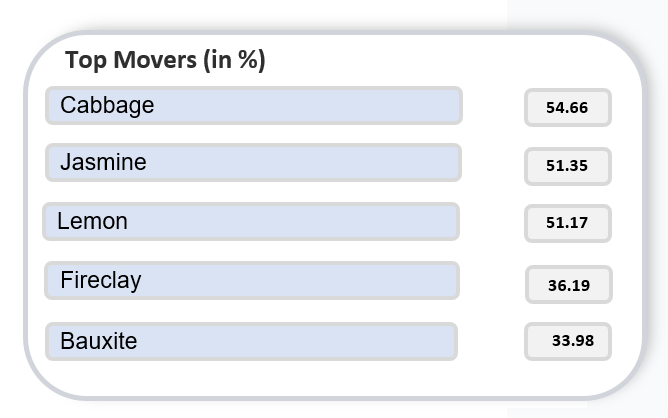 Top Movers (in %)
Cabbage 54.66
Jasmine 51.35
Lemon 51.17
Fireclay 36.19
Bauxite 33.98